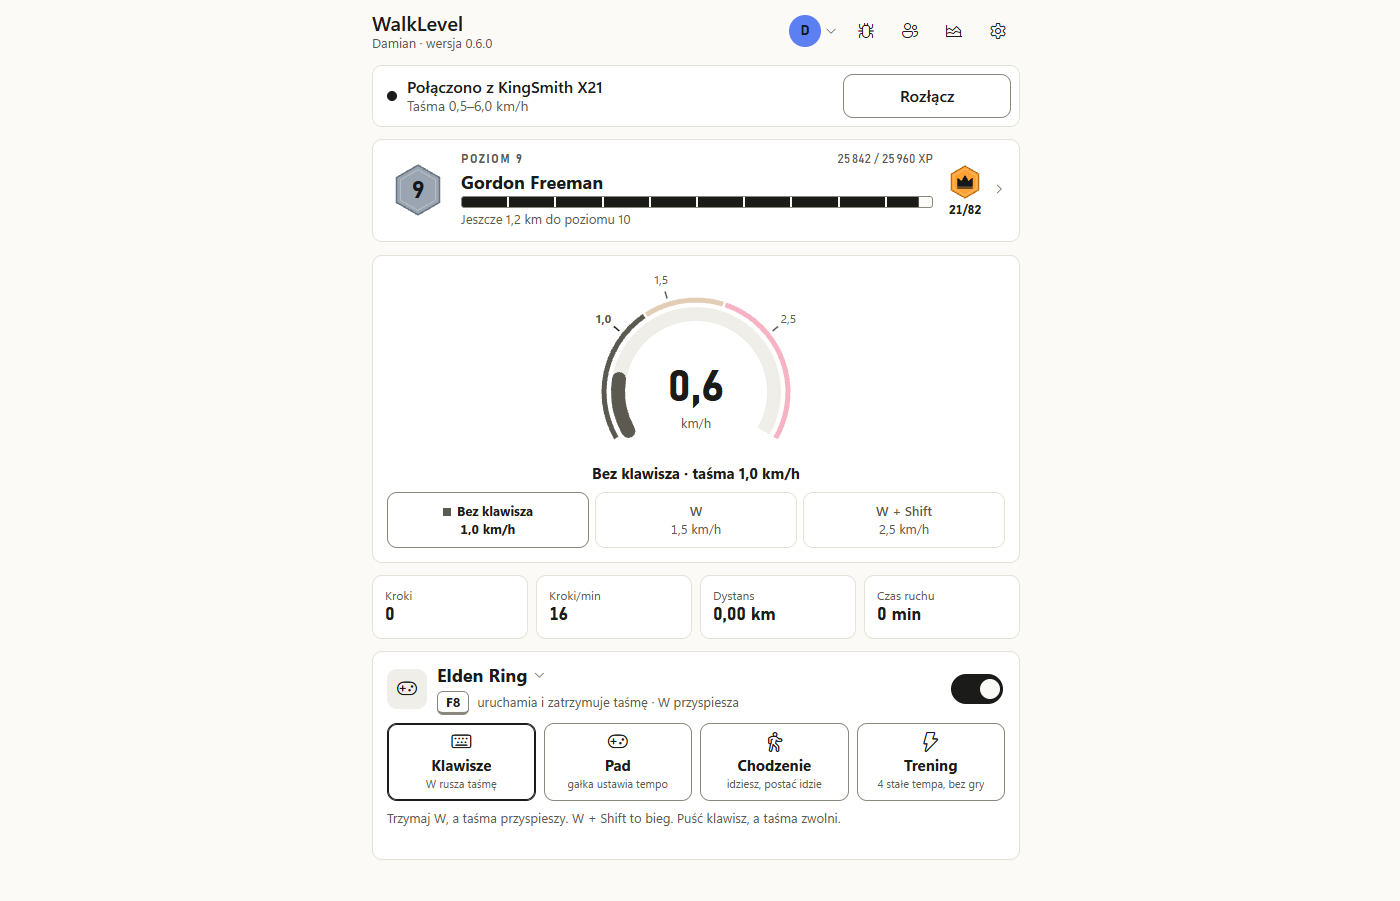 WalkLevel
Damian · wersja 0.6.0
D
Połączono z KingSmith X21
Taśma 0,5–6,0 km/h
Rozłącz
9
POZIOM 9
25 842 / 25 960 XP
Gordon Freeman
Jeszcze 1,2 km do poziomu 10
21/82
1,5
1,0
2,5
0,6
km/h
Bez klawisza · taśma 1,0 km/h
Bez klawisza
1,0 km/h
W
1,5 km/h
W + Shift
2,5 km/h
Kroki
0
Kroki/min
16
Dystans
0,00 km
Czas ruchu
0 min
Elden Ring
F8 uruchamia i zatrzymuje taśmę · W przyspiesza
Klawisze
W rusza taśmę
Pad
gałka ustawia tempo
Chodzenie
idziesz, postać idzie
Trening
4 stałe tempa, bez gry
Trzymaj W, a taśma przyspieszy. W + Shift to bieg. Puść klawisz, a taśma zwolni.